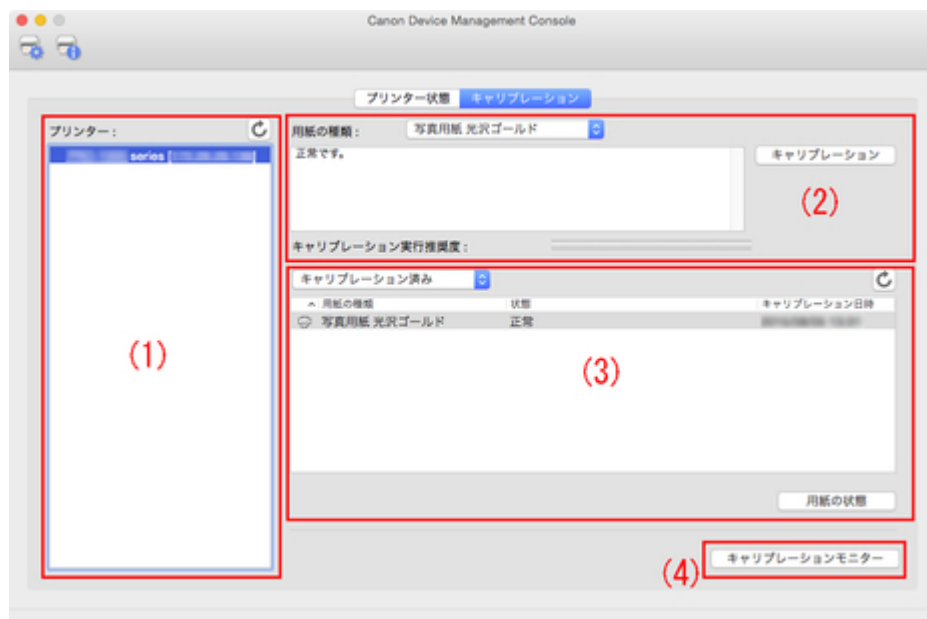 Canon Device Management Console
プリンター状態 キャリブレーション
プリンター：
series [
用紙の種類： 写真用紙 光沢ゴールド
正常です。
キャリブレーション
(2)
キャリブレーション実行推奨度：
キャリブレーション済み
用紙の種類 状態 キャリブレーション日時
写真用紙 光沢ゴールド 正常
(1)
(3)
用紙の状態
キャリブレーションモニター
(4)